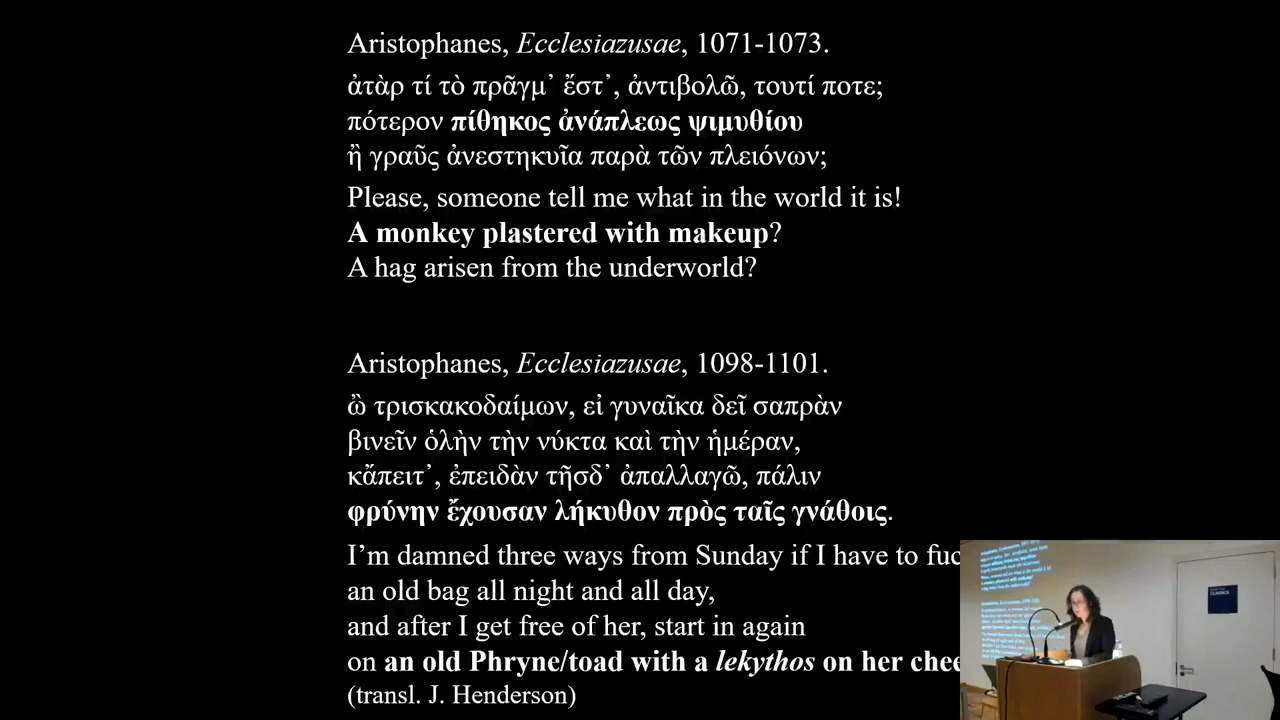 Aristophanes, Ecclesiazusae, 1071-1073.
ἀτὰρ τί τὸ πρᾶγμ᾽ ἔστ᾽, ἀντιβολῶ, τουτί ποτε;
πότερον πίθηκος ἀνάπλεως ψιμυθίου
ἢ γραῦς ἀνεστηκυῖα παρὰ τῶν πλειόνων;
Please, someone tell me what in the world it is!
A monkey plastered with makeup?
A hag arisen from the underworld?
Aristophanes, Ecclesiazusae, 1098-1101.
ὢ τρισκακοδαίμων, εἰ γυναῖκα δεῖ σαπρὰν
βινεῖν ὁλὴν τὴν νύκτα καὶ τὴν ἡμέραν,
κἄπειτ᾽, ἐπειδὰν τῆσδ᾽ ἀπαλλαγῶ, πάλιν
φρύνην ἔχουσαν λήκυθον πρὸς ταῖς γνάθοις.
I’m damned three ways from Sunday if I have to fuc
an old bag all night and all day,
and after I get free of her, start in again
on an old Phryne/toad with a lekythos on her chee
(transl. J. Henderson)
CLASSICS